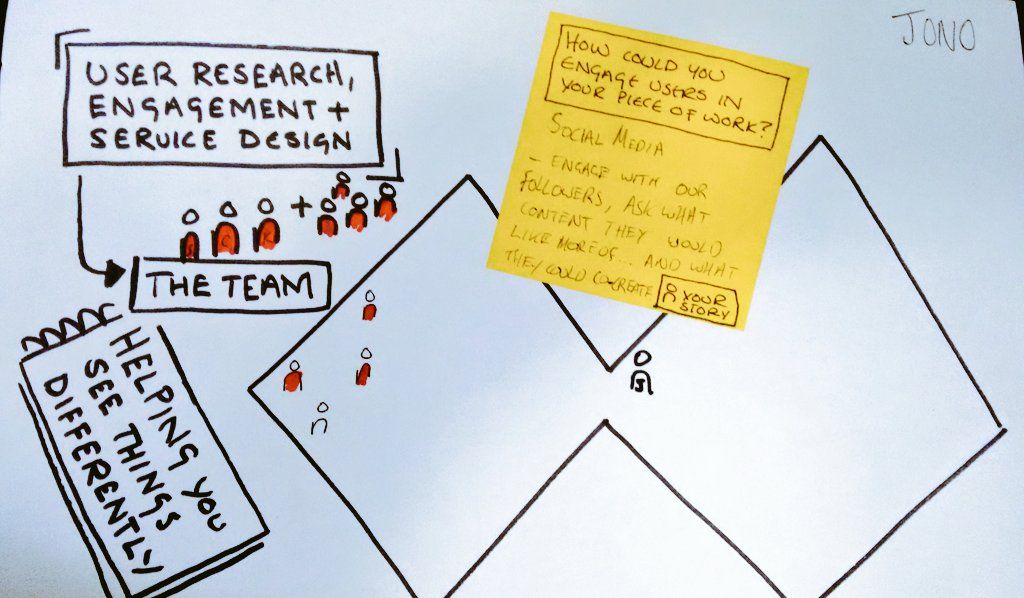 JONO
USER RESEARCH,
ENGAGEMENT +
SERVICE DESIGN
+
THE TEAM
HELPING YOU
SEE THINGS
DIFFERENTLY
HOW COULD YOU
ENGAGE USERS IN
YOUR PIECE OF WORK?
SOCIAL MEDIA
- ENGAGE WITH OUR
FOLLOWERS, ASK WHAT
CONTENT THEY WOULD
LIKE MORE OF... AND WHAT
THEY COULD CO-CREATE
YOUR
STORY